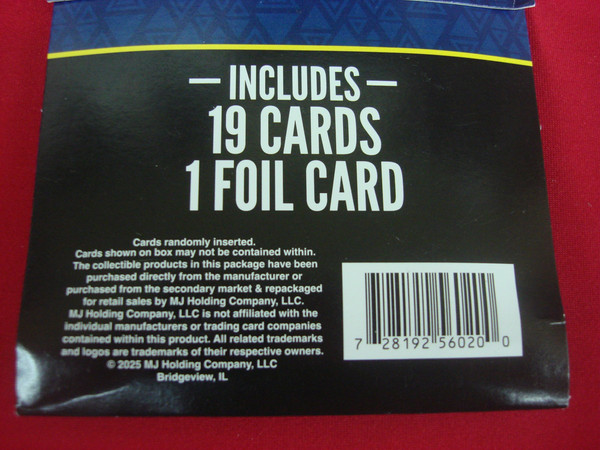 — INCLUDES —
19 CARDS
1 FOIL CARD
Cards randomly inserted.
Cards shown on box may not be contained within.
The collectible products in this package have been
purchased directly from the manufacturer or
purchased from the secondary market & repackaged
for retail sales by MJ Holding Company, LLC.
MJ Holding Company, LLC is not affiliated with the
individual manufacturers or trading card companies
contained within this product. All related trademarks
and logos are trademarks of their respective owners.
© 2025 MJ Holding Company, LLC
Bridgeview, IL
7 28192 56020 0